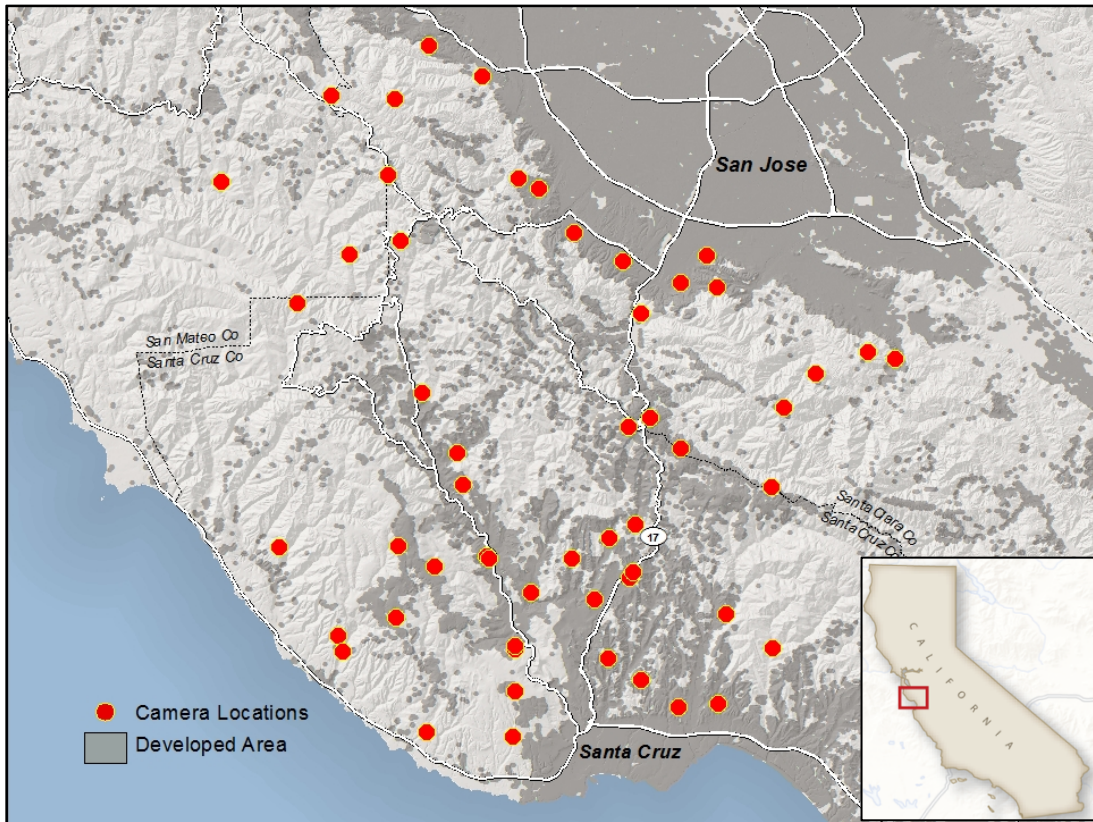 San Jose
San Mateo Co
Santa Cruz Co
Santa Clara Co
Santa Cruz Co
17
CALIFORNIA
Camera Locations
Developed Area
Santa Cruz